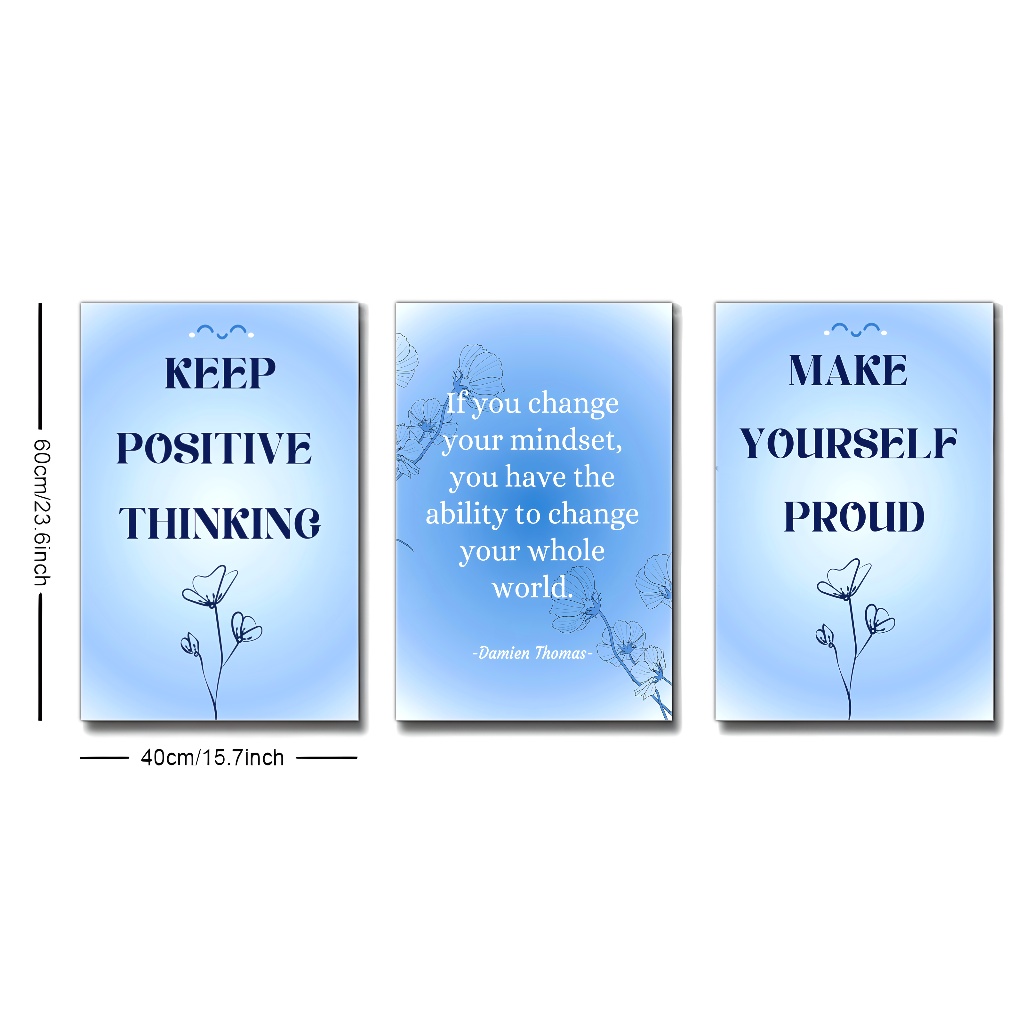 KEEP
POSITIVE
THINKING
If you change
your mindset,
you have the
ability to change
your whole
world.
-Damien Thomas-
MAKE
YOURSELF
PROUD
60cm/23.6inch
40cm/15.7inch